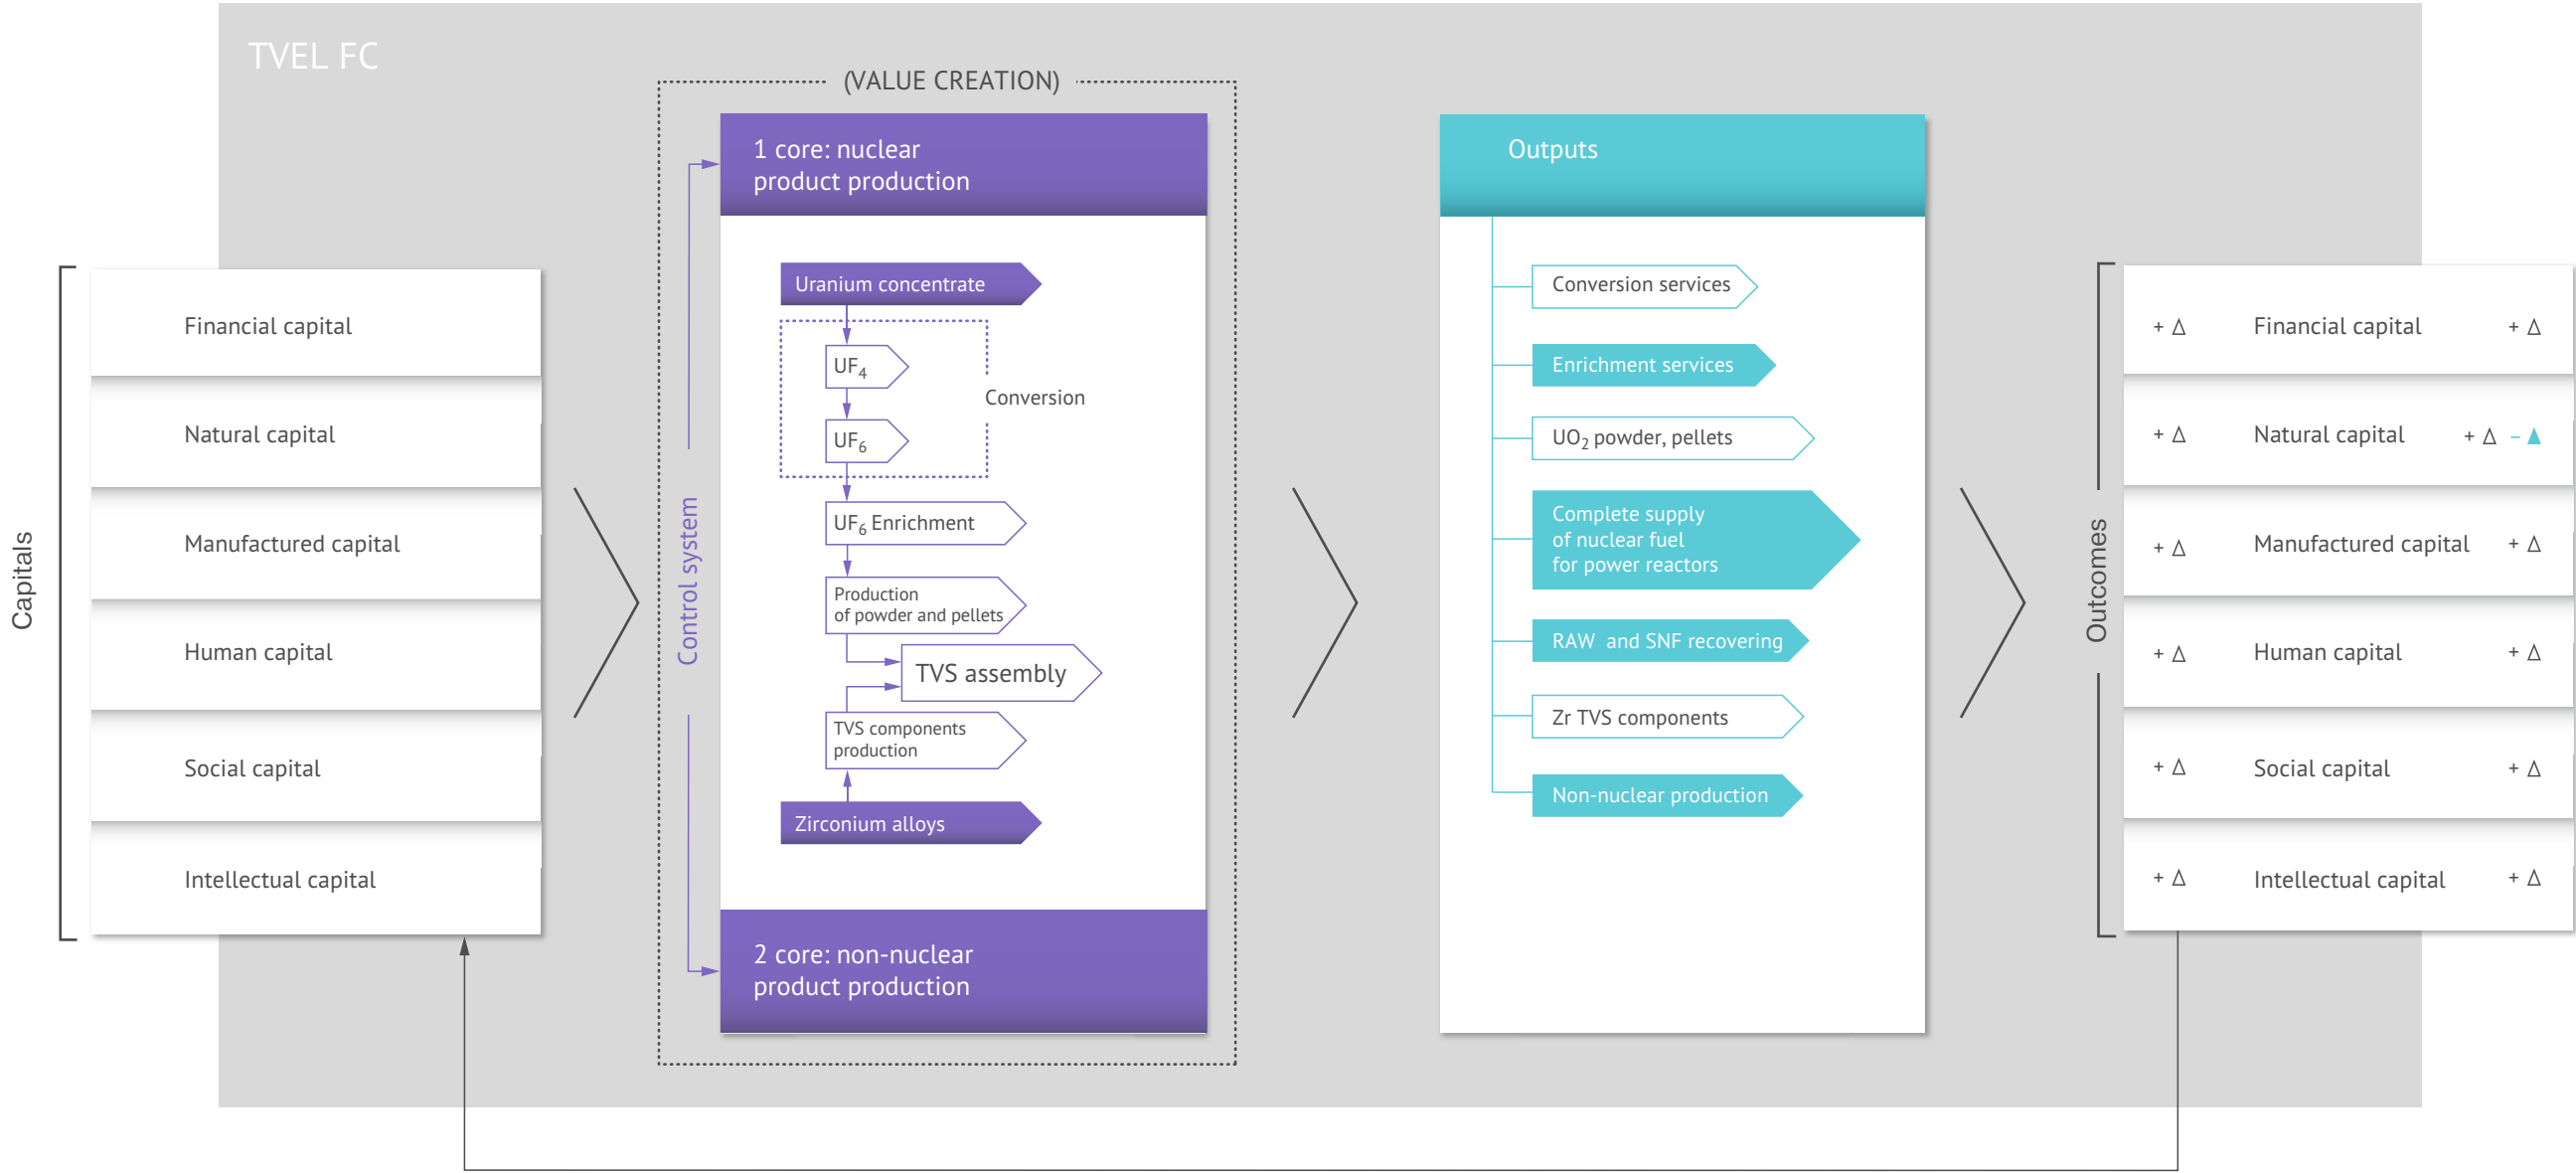 TVEL FC
(VALUE CREATION)
Capitals
Financial capital
Natural capital
Manufactured capital
Human capital
Social capital
Intellectual capital
Control system
1 core: nuclear
product production
Uranium concentrate
UF₄
UF₆
Conversion
UF₆ Enrichment
Production
of powder and pellets
TVS assembly
TVS components
production
Zirconium alloys
2 core: non-nuclear
product production
Outputs
Conversion services
Enrichment services
UO₂ powder, pellets
Complete supply
of nuclear fuel
for power reactors
RAW and SNF recovering
Zr TVS components
Non-nuclear production
Outcomes
+ Δ Financial capital + Δ
+ Δ Natural capital + Δ – ▲
+ Δ Manufactured capital + Δ
+ Δ Human capital + Δ
+ Δ Social capital + Δ
+ Δ Intellectual capital + Δ